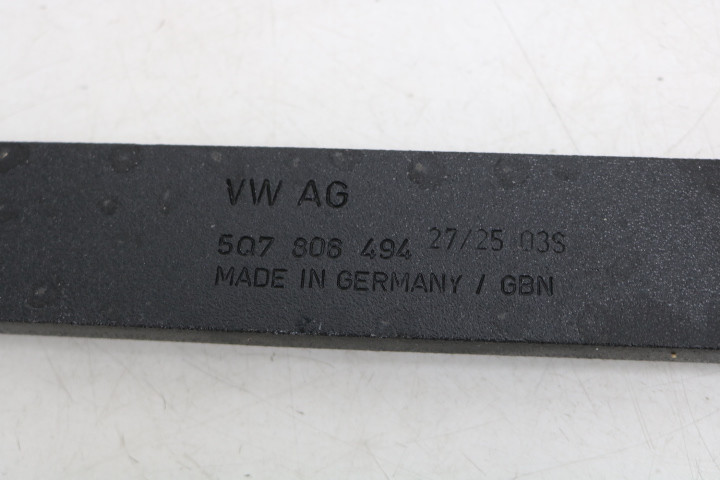 VW AG
5Q7 806 494 27/25 03S
MADE IN GERMANY / GBN